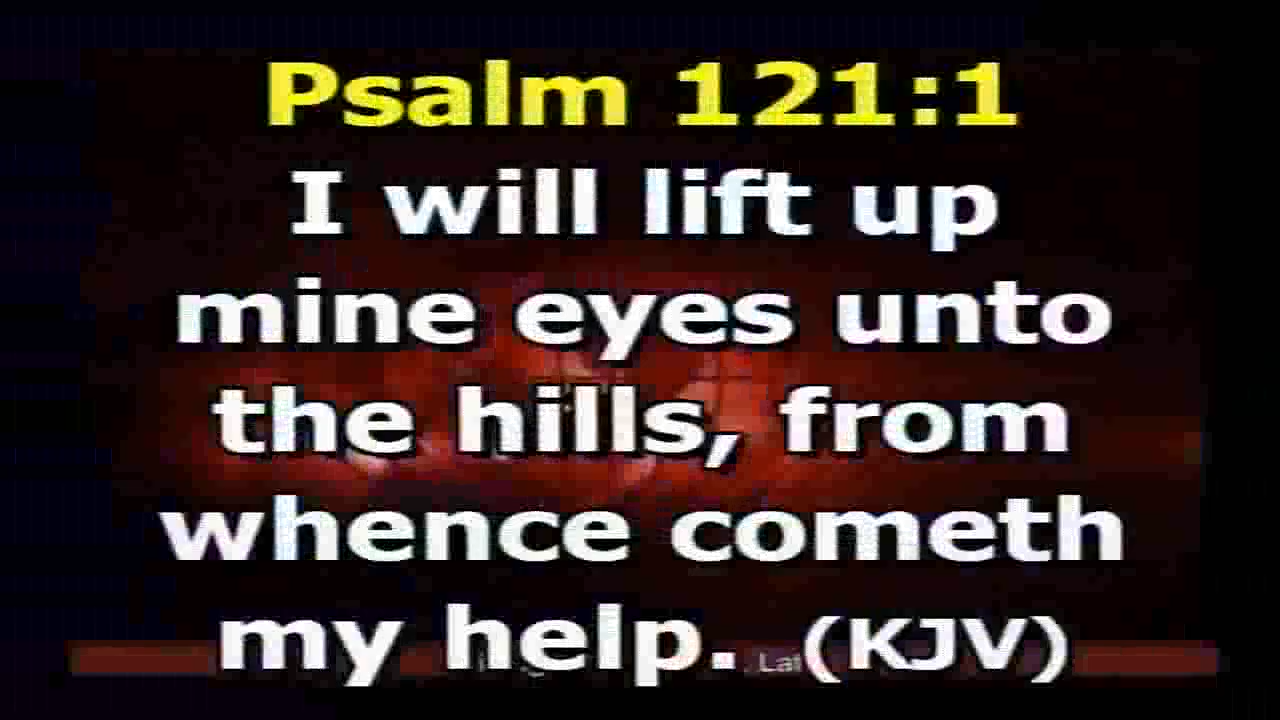 Psalm 121:1
I will lift up
mine eyes unto
the hills, from
whence cometh
my help. (KJV)